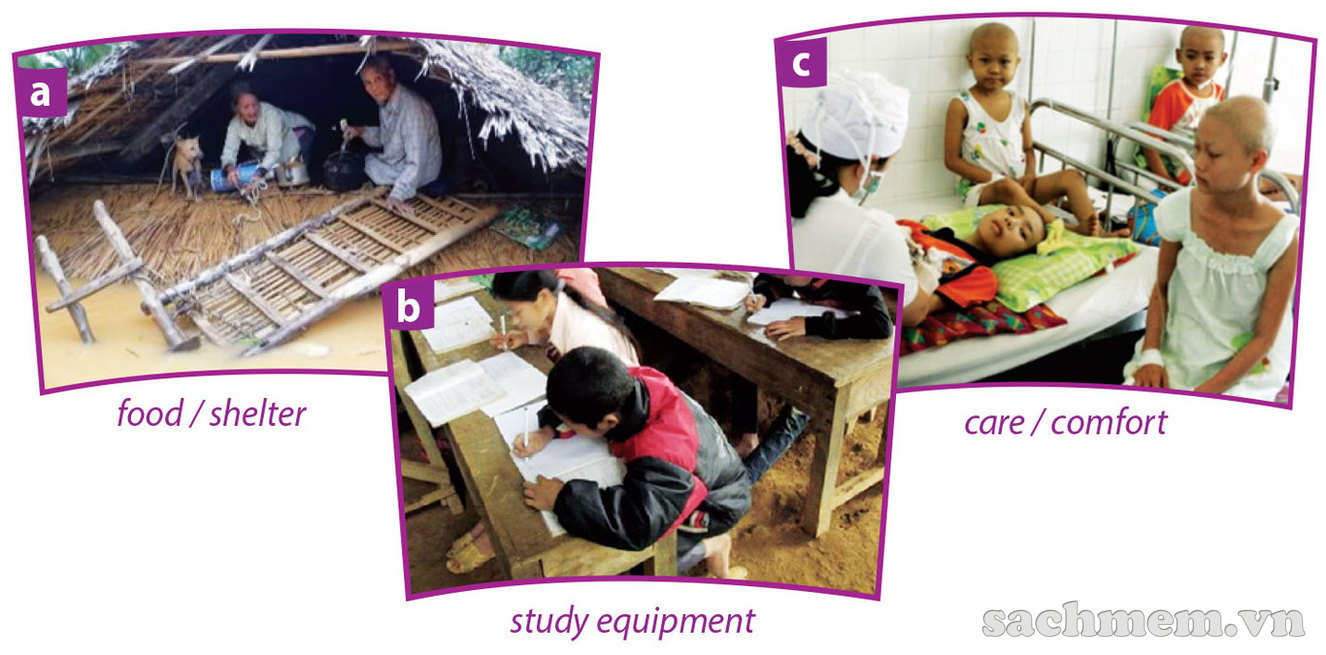 a
food / shelter
b
study equipment
c
care / comfort
sachmem.vn